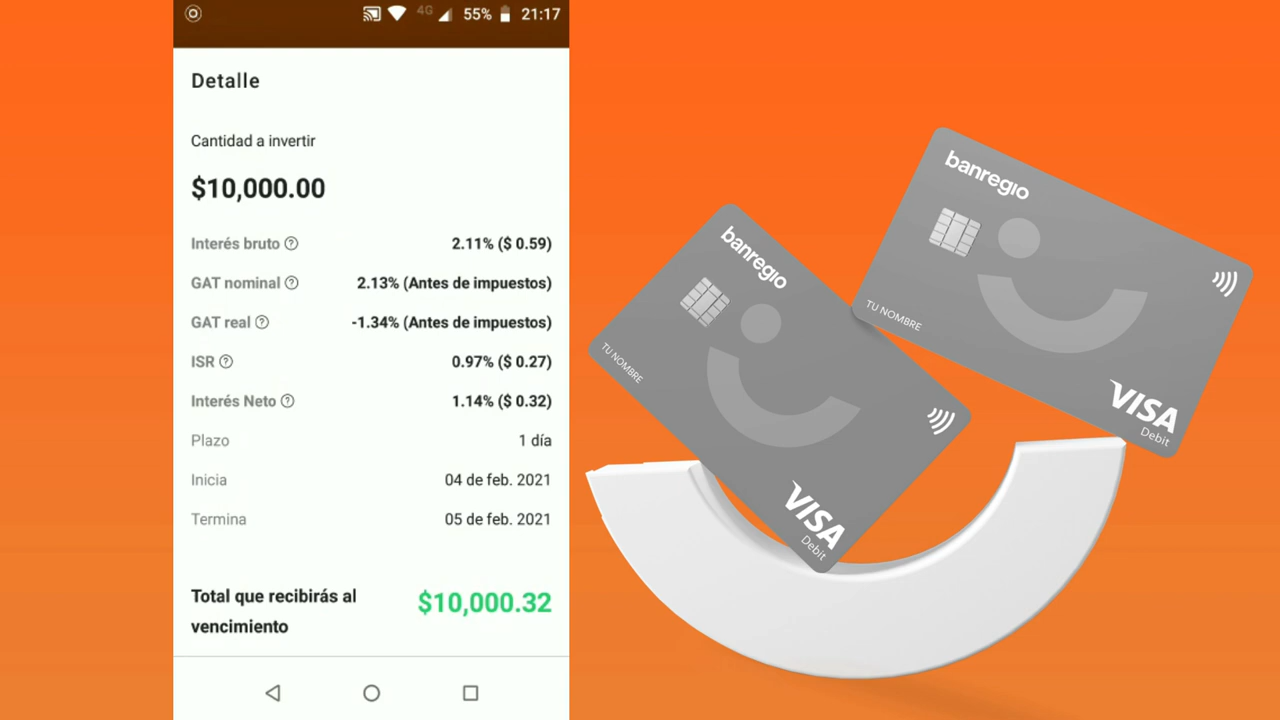 4G 55% 21:17
Detalle
Cantidad a invertir
$10,000.00
Interés bruto ? 2.11% ($ 0.59)
GAT nominal ? 2.13% (Antes de impuestos)
GAT real ? -1.34% (Antes de impuestos)
ISR ? 0.97% ($ 0.27)
Interés Neto ? 1.14% ($ 0.32)
Plazo 1 día
Inicia 04 de feb. 2021
Termina 05 de feb. 2021
Total que recibirás al
vencimiento
$10,000.32
banregio
TU NOMBRE
VISA
Debit
banregio
TU NOMBRE
VISA
Debit